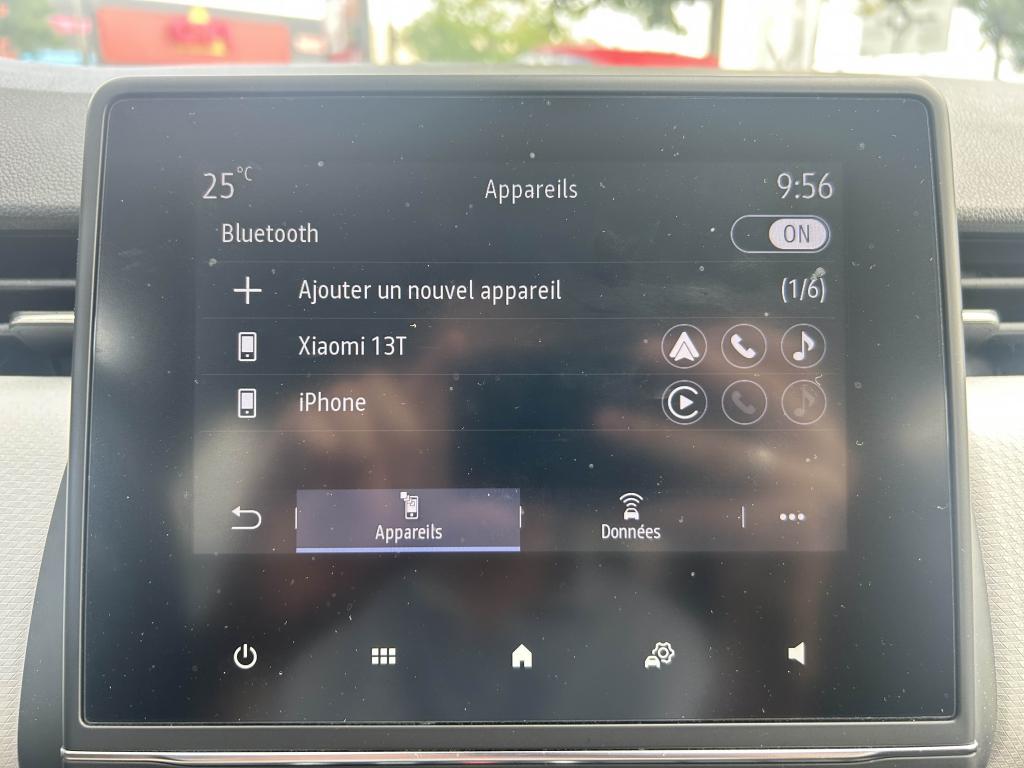 25°C Appareils 9:56
Bluetooth ON
Ajouter un nouvel appareil (1/6)
Xiaomi 13T
iPhone
Appareils Données